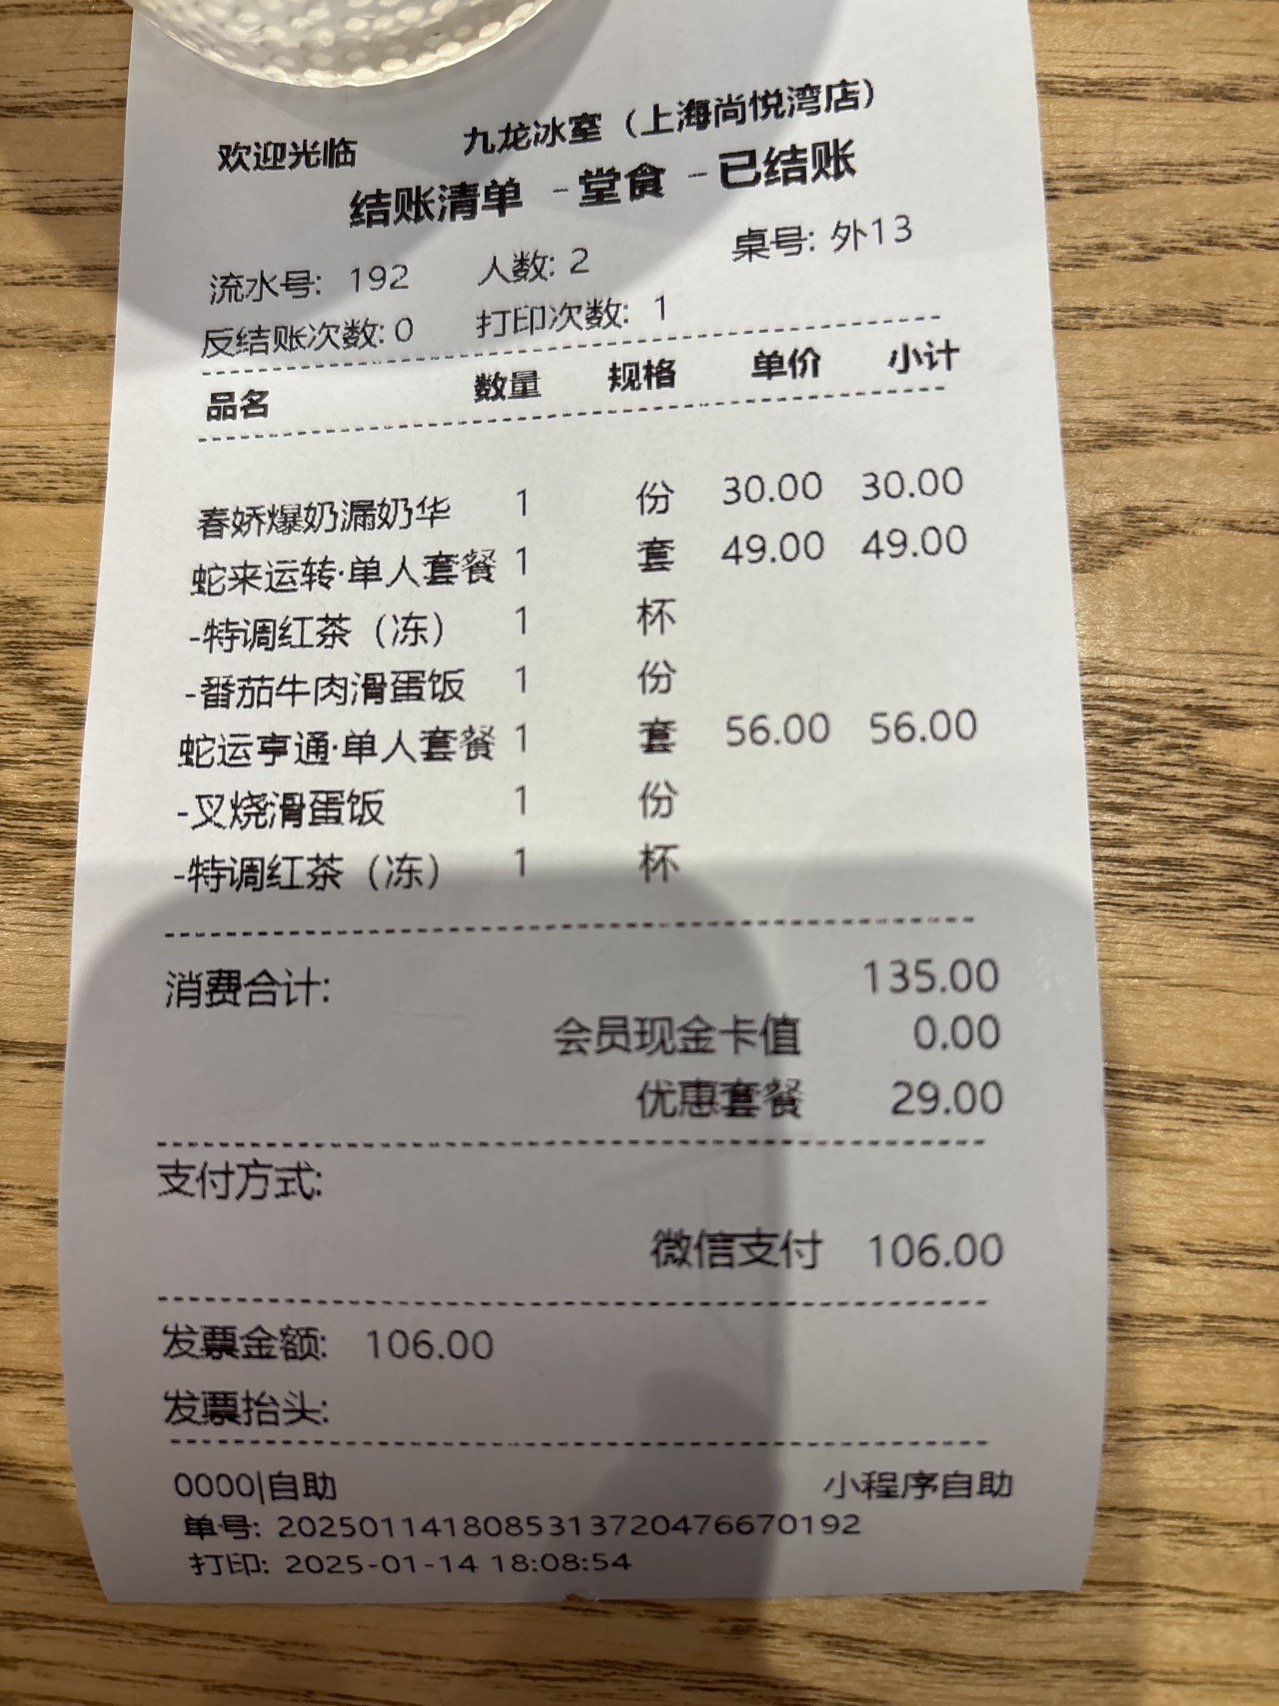 欢迎光临 九龙冰室（上海尚悦湾店）
结账清单 -堂食 -已结账
流水号: 192 人数: 2 桌号: 外13
反结账次数: 0 打印次数: 1
品名 数量 规格 单价 小计
春娇爆奶漏奶华 1 份 30.00 30.00
蛇来运转·单人套餐 1 套 49.00 49.00
-特调红茶（冻） 1 杯
-番茄牛肉滑蛋饭 1 份
蛇运亨通·单人套餐 1 套 56.00 56.00
-叉烧滑蛋饭 1 份
-特调红茶（冻） 1 杯
消费合计: 135.00
会员现金卡值 0.00
优惠套餐 29.00
支付方式:
微信支付 106.00
发票金额: 106.00
发票抬头:
0000|自助 小程序自助
单号: 2025011418085313720476670192
打印: 2025-01-14 18:08:54